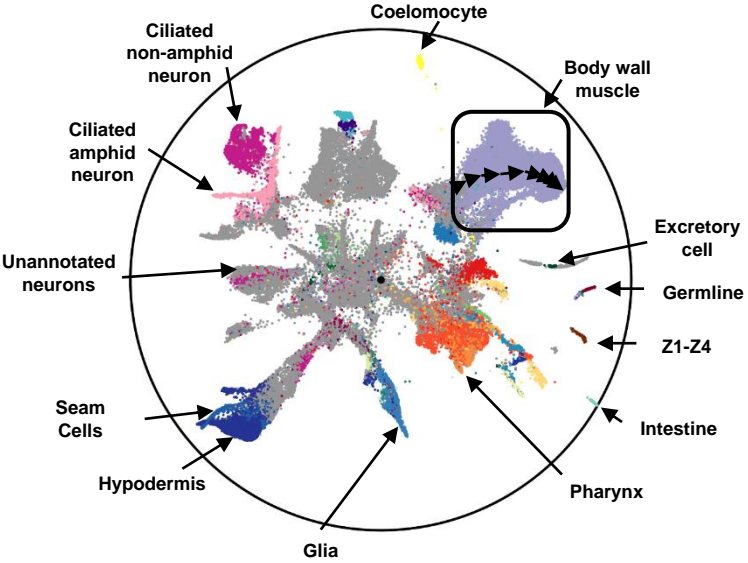 Coelomocyte
Ciliated
non-amphid
neuron
Body wall
muscle
Ciliated
amphid
neuron
Excretory
cell
Unannotated
neurons
Germline
Z1-Z4
Seam
Cells
Intestine
Hypodermis
Pharynx
Glia